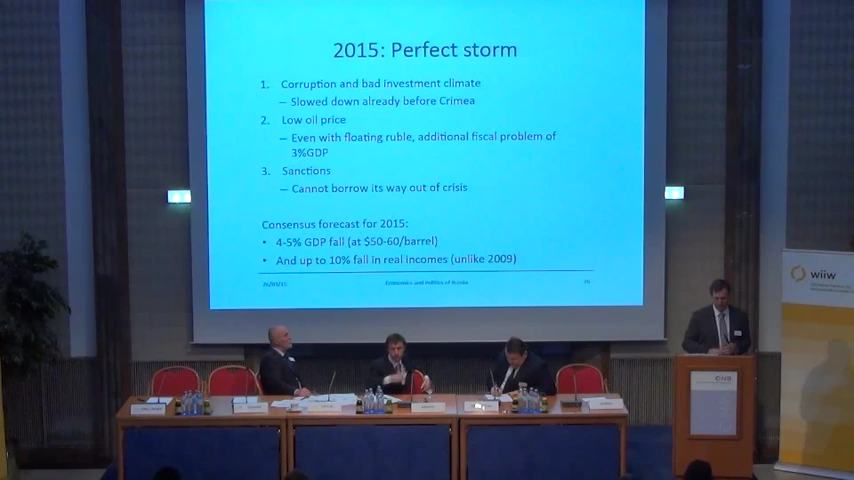 2015: Perfect storm
1. Corruption and bad investment climate
– Slowed down already before Crimea
2. Low oil price
– Even with floating ruble, additional fiscal problem of
3%GDP
3. Sanctions
– Cannot borrow its way out of crisis
Consensus forecast for 2015:
• 4-5% GDP fall (at $50-60/barrel)
• And up to 10% fall in real incomes (unlike 2009)
Economics and Politics of Russia
wiiw